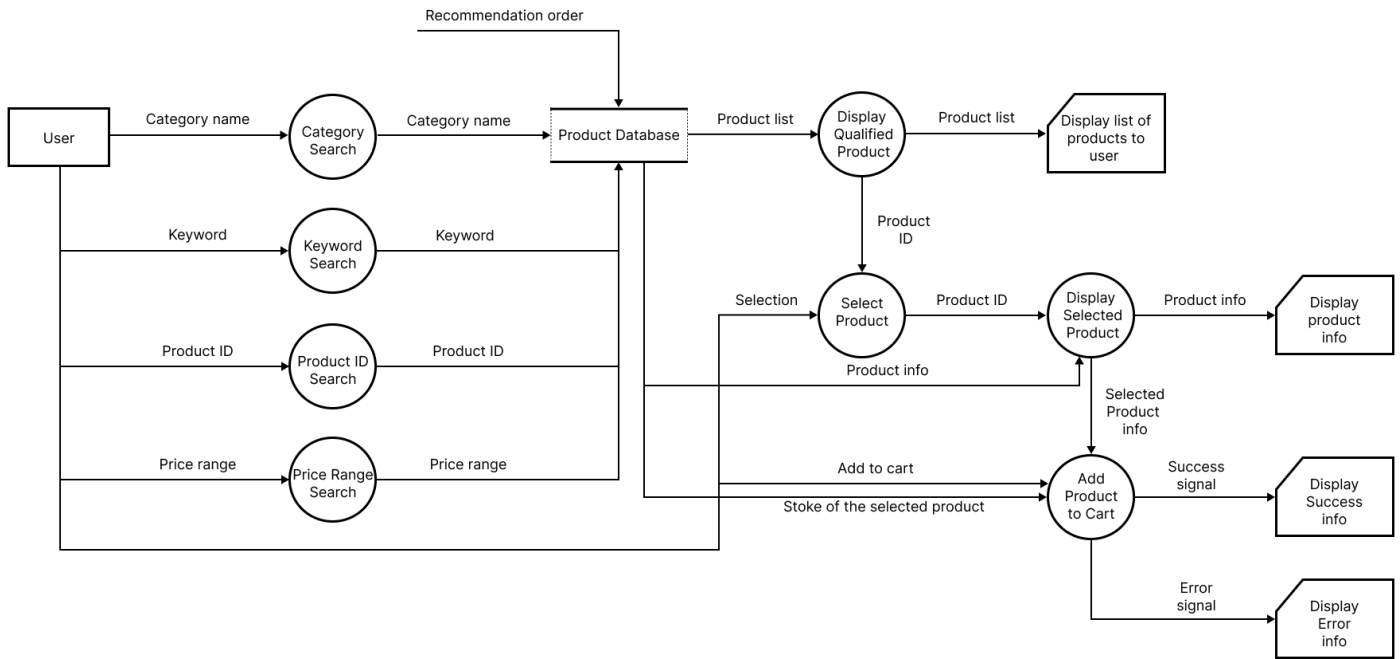 Recommendation order
User
Category name
Category
Search
Category name
Product Database
Product list
Display
Qualified
Product
Product list
Display list of
products to
user
Keyword
Keyword
Search
Keyword
Product
ID
Product ID
Product ID
Search
Product ID
Selection
Select
Product
Product ID
Display
Selected
Product
Product info
Display
product
info
Product info
Selected
Product
info
Price range
Price Range
Search
Price range
Add to cart
Stoke of the selected product
Add
Product
to Cart
Success
signal
Display
Success
info
Error
signal
Display
Error
info